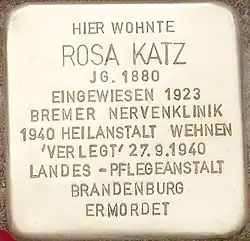 HIER WOHNTE
ROSA KATZ
JG. 1880
EINGEWIESEN 1923
BREMER NERVENKLINIK
1940 HEILANSTALT WEHNEN
'VERLEGT' 27.9.1940
LANDES-PFLEGEANSTALT
BRANDENBURG
ERMORDET